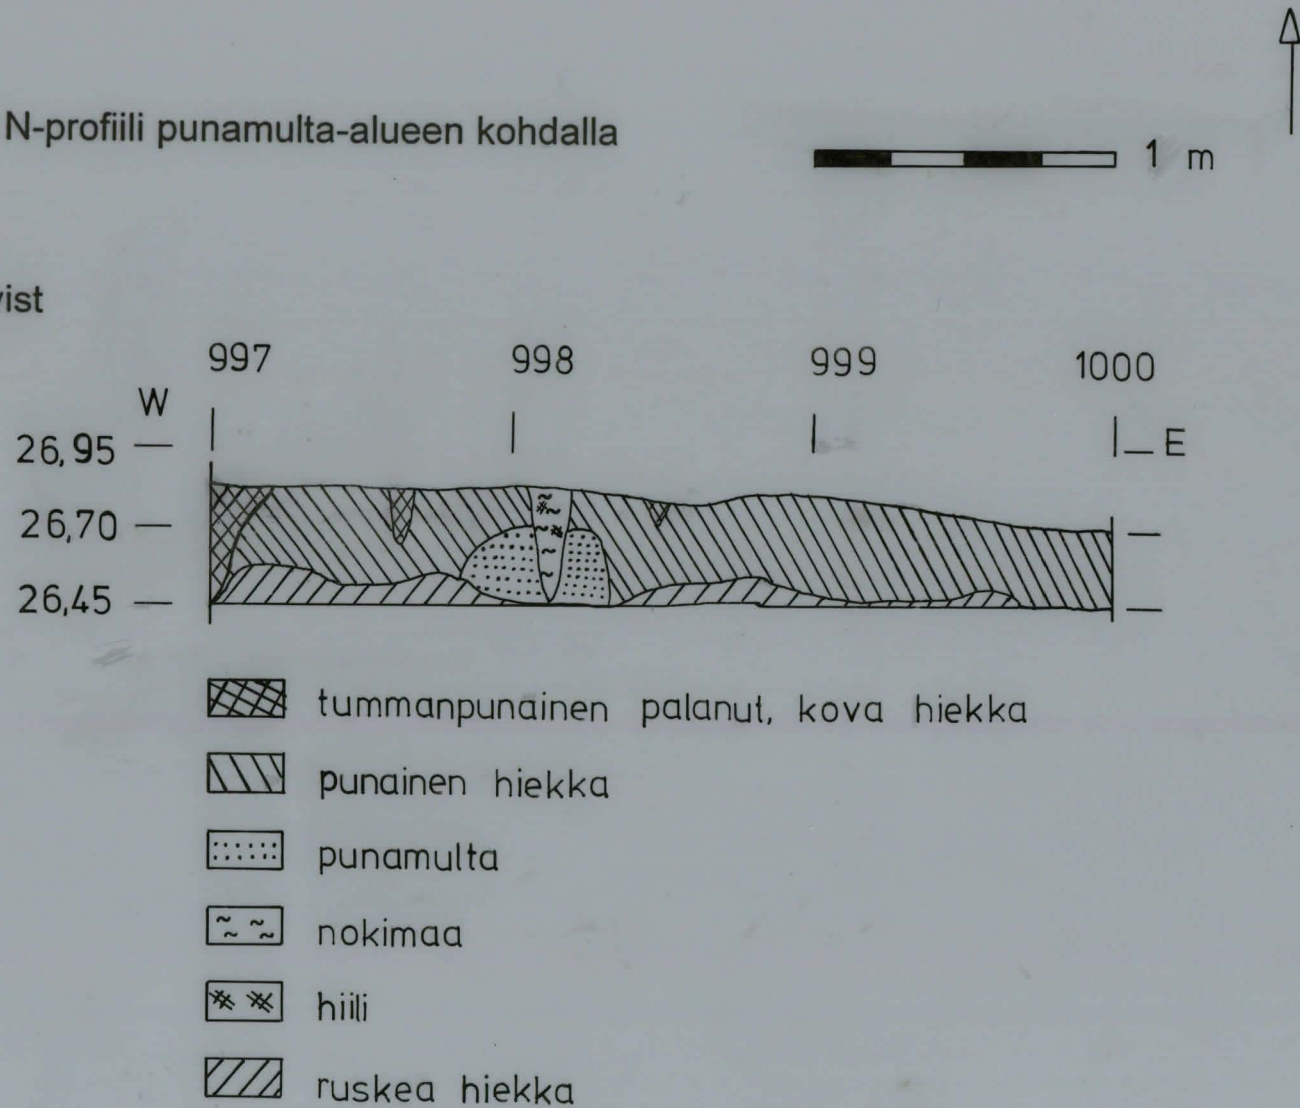 N-profiili punamulta-alueen kohdalla
1 m
997 998 999 1000
W
26,95 E
26,70
26,45
tummanpunainen palanut, kova hiekka
punainen hiekka
punamulta
nokimaa
hiili
ruskea hiekka